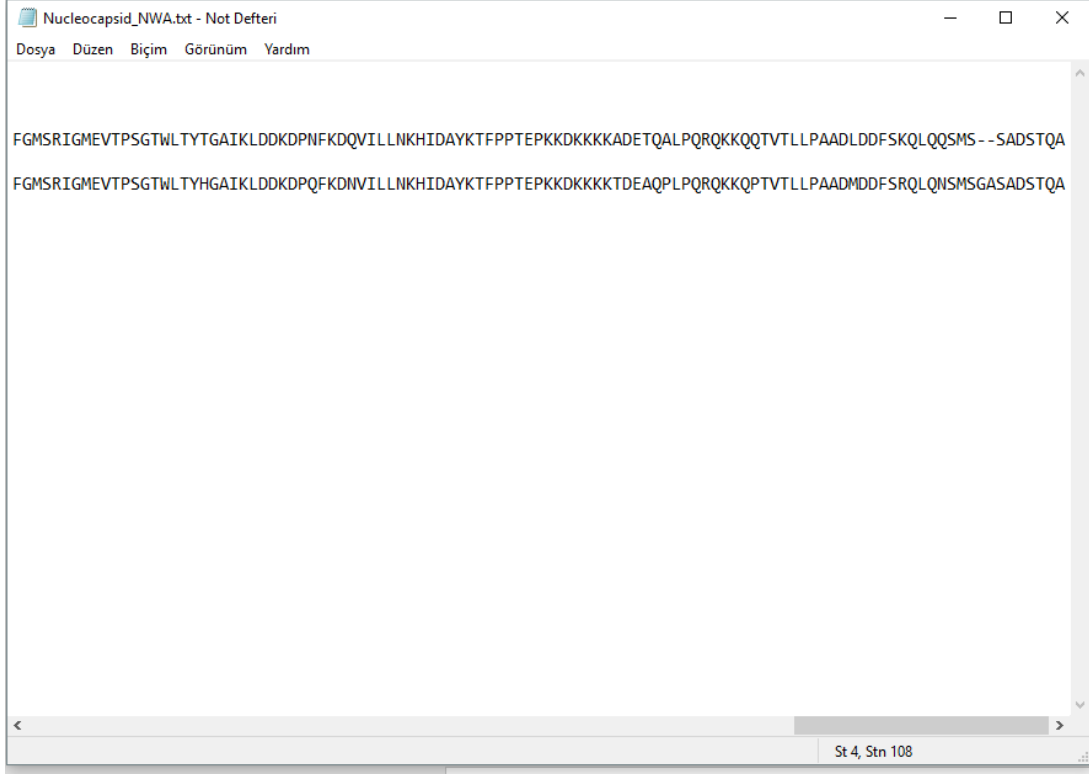 Nucleocapsid_NWA.txt - Not Defteri
Dosya Düzen Biçim Görünüm Yardım
FGMSRIGMEVTPSGTWLTYTGAIKLDDKDPNFKDQVILLNKHIDAYKTFPPTEPKKDKKKKADETQALPQRQKKQQTVTLLPAADLDDFSKQLQQSMS--SADSTQA
FGMSRIGMEVTPSGTWLTYHGAIKLDDKDPQFKDNVILLNKHIDAYKTFPPTEPKKDKKKKTDEAQPLPQRQKKQPTVTLLPAADMDDFSRQLQNSMSGASADSTQA
St 4, Stn 108